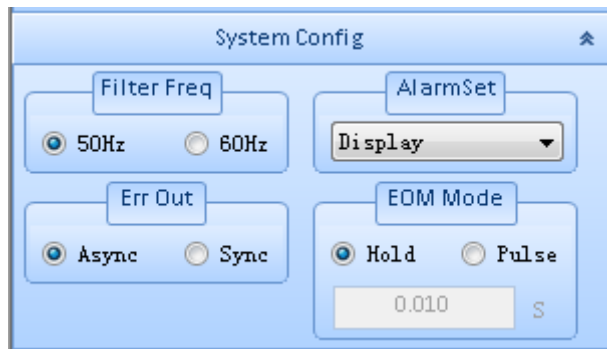 System Config
Filter Freq
50Hz 60Hz
AlarmSet
Display
Err Out
Async Sync
EOM Mode
Hold Pulse
0.010 S